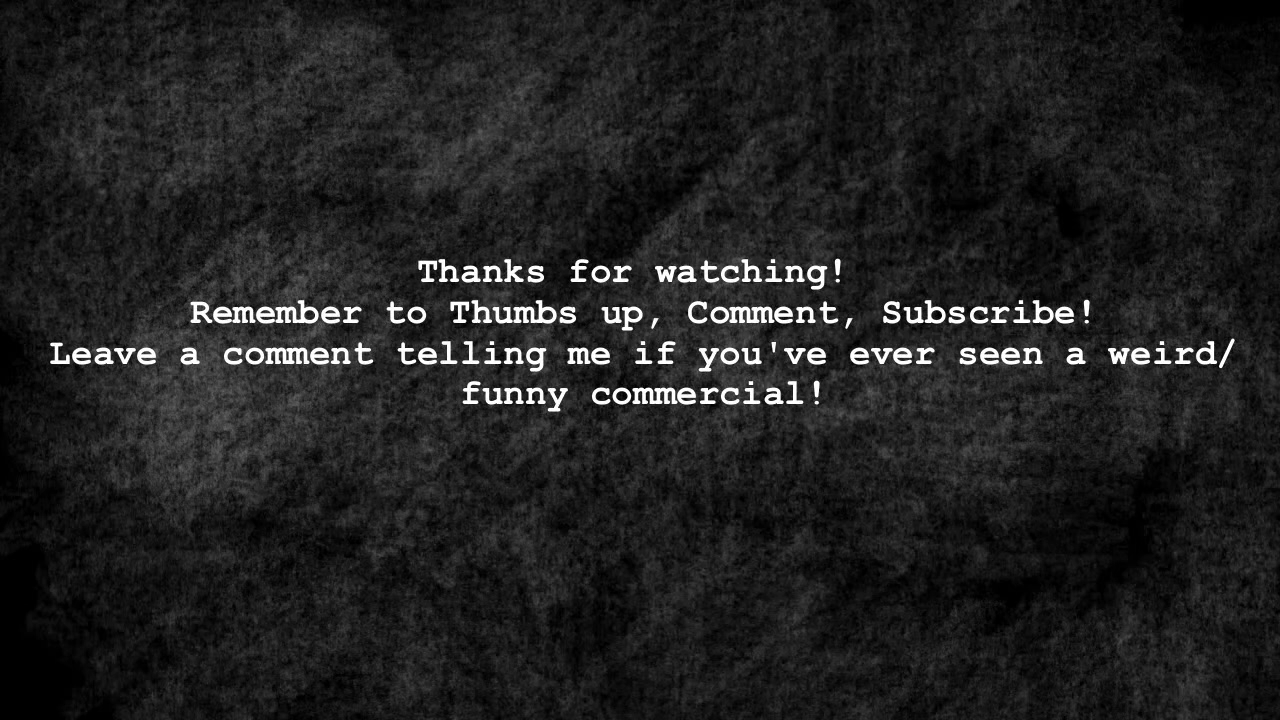 Thanks for watching!
Remember to Thumbs up, Comment, Subscribe!
Leave a comment telling me if you've ever seen a weird/
funny commercial!